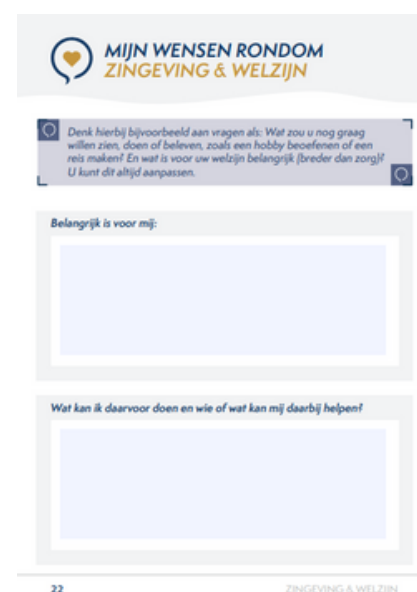 MIJN WENSEN RONDOM
ZINGEVING & WELZIJN
Denk hierbij bijvoorbeeld aan vragen als: Wat zou u nog graag
willen zien, doen of beleven, zoals een hobby beoefenen of een
reis maken? En wat is voor uw welzijn belangrijk (breder dan zorg)?
U kunt dit altijd aanpassen.
Belangrijk is voor mij:
Wat kan ik daarvoor doen en wie of wat kan mij daarbij helpen?
22
ZINGEVING & WELZIJN